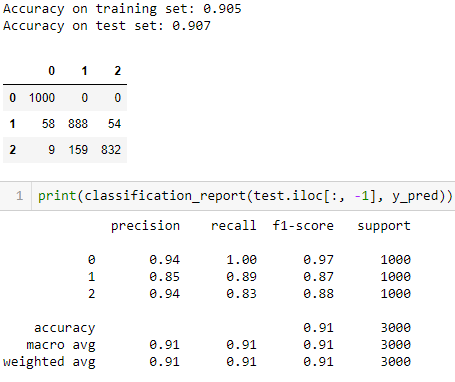 Accuracy on training set: 0.905
Accuracy on test set: 0.907
0 1 2
0 1000 0 0
1 58 888 54
2 9 159 832
1 print(classification_report(test.iloc[:, -1], y_pred))
precision recall f1-score support
0 0.94 1.00 0.97 1000
1 0.85 0.89 0.87 1000
2 0.94 0.83 0.88 1000
accuracy 0.91 3000
macro avg 0.91 0.91 0.91 3000
weighted avg 0.91 0.91 0.91 3000